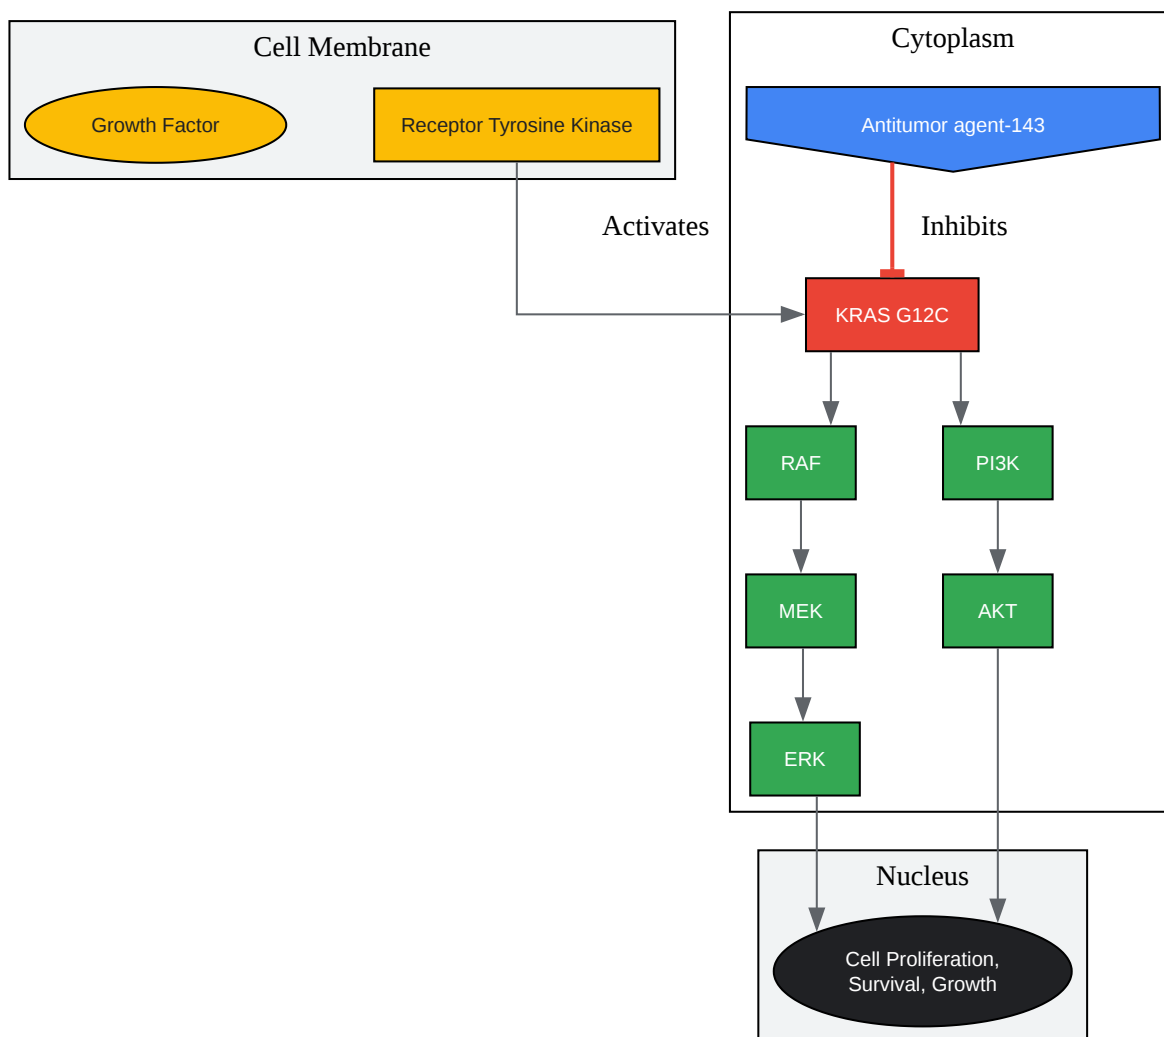 Cell Membrane
Growth Factor
Receptor Tyrosine Kinase
Cytoplasm
Antitumor agent-143
Activates
Inhibits
KRAS G12C
RAF
PI3K
MEK
AKT
ERK
Nucleus
Cell Proliferation,
Survival, Growth